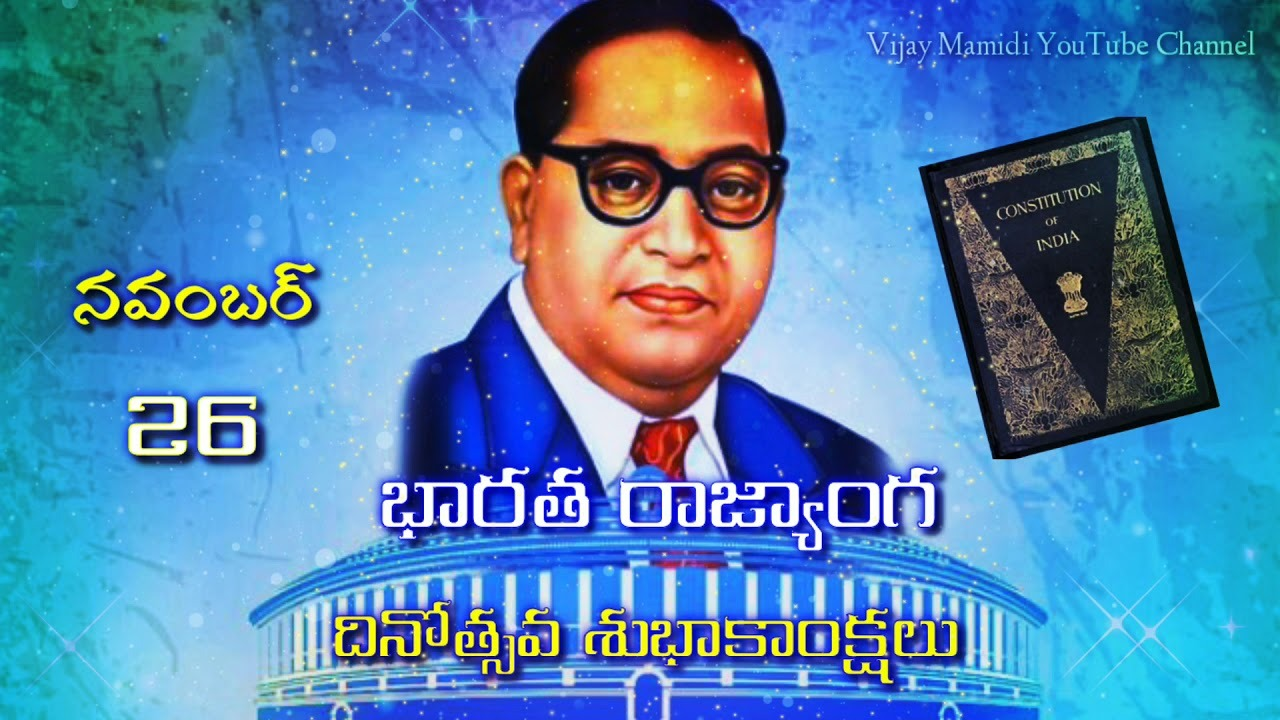 Vijay Mamidi YouTube Channel
CONSTITUTION
OF
INDIA
నవంబర్
26
భారత రాజ్యాంగ
దినోత్సవ శుభాకాంక్షలు